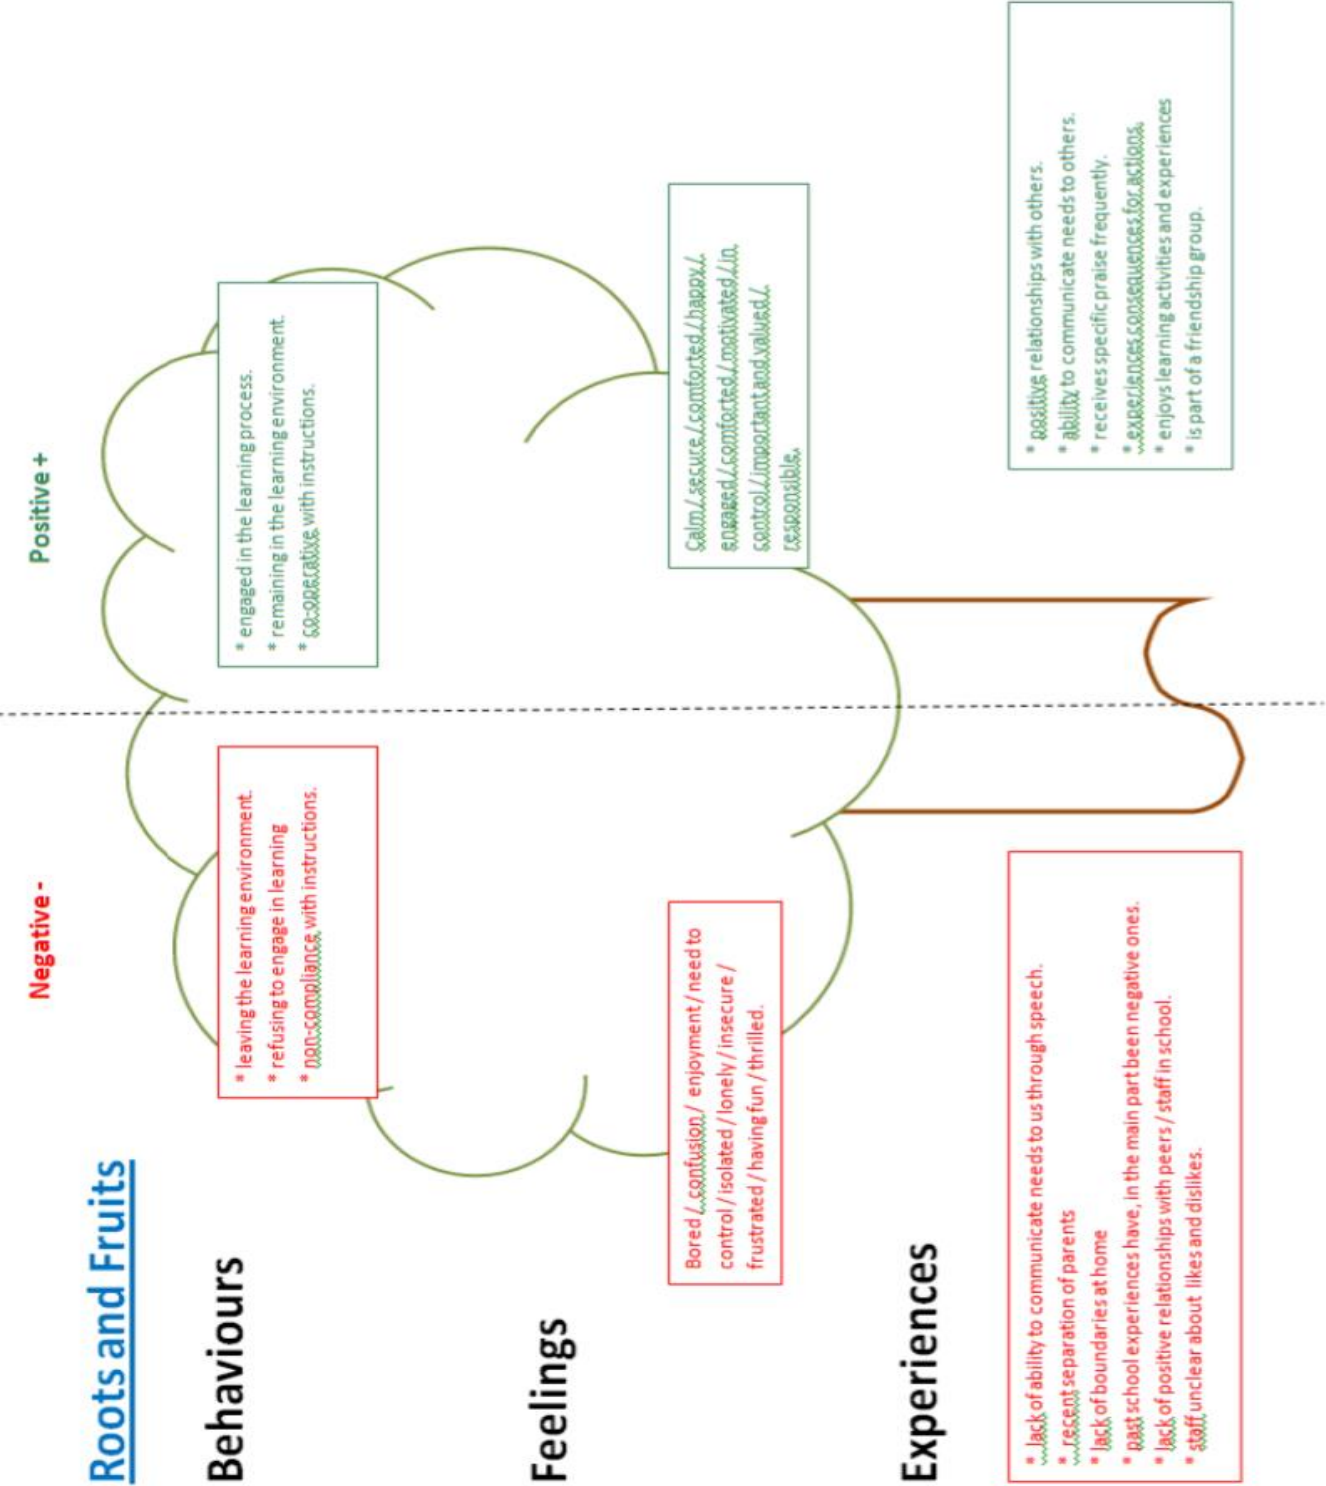 Negative -
Positive +
Roots and Fruits
Behaviours
* leaving the learning environment.
* refusing to engage in learning
* non-compliance with instructions.
* engaged in the learning process.
* remaining in the learning environment.
* co-operative with instructions.
Feelings
Bored / confusion / enjoyment / need to
control / isolated / lonely / insecure /
frustrated / having fun / thrilled.
Calm / secure / comforted / happy /
engaged / comforted / motivated / in
control / important and valued /
responsible.
Experiences
* lack of ability to communicate needs to us through speech.
* recent separation of parents
* lack of boundaries at home
* past school experiences have, in the main part been negative ones.
* lack of positive relationships with peers / staff in school.
* staff unclear about likes and dislikes.
* positive relationships with others.
* ability to communicate needs to others.
* receives specific praise frequently.
* experiences consequences for actions.
* enjoys learning activities and experiences
* is part of a friendship group.